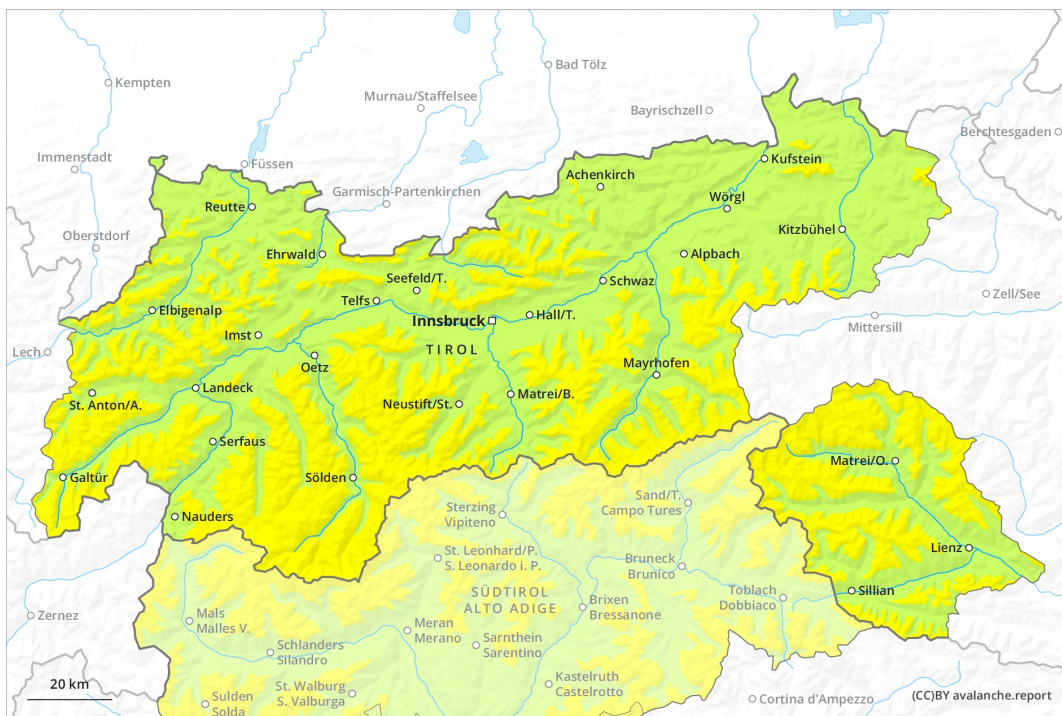 Kempten
Bad Tölz
Murnau/Staffelsee
Bayrischzell
Berchtesgaden
Immenstadt
Füssen
Kufstein
Achenkirch
Garmisch-Partenkirchen
Wörgl
Reutte
Oberstdorf
Kitzbühel
Ehrwald
Alpbach
Seefeld/T.
Schwaz
Zell/See
Telfs
Elbigenalp
Innsbruck
Hall/T.
Mittersill
Imst
Lech
TIROL
Oetz
Mayrhofen
Landeck
St. Anton/A.
Neustift/St.
Matrei/B.
Serfaus
Matrei/O.
Galtür
Sölden
Sand/T.
Campo Tures
Sterzing
Vipiteno
Nauders
Lienz
St. Leonhard/P.
S. Leonardo i. P.
Bruneck
Brunico
Sillian
SÜDTIROL
ALTO ADIGE
Toblach
Dobbiaco
Brixen
Bressanone
Zernez
Mals
Malles V.
Meran
Merano
Sarnthein
Sarentino
Schlanders
Silandro
Kastelruth
Castelrotto
20 km
St. Walburg
S. Valburga
Sulden
Solda
Cortina d'Ampezzo
(CC)BY avalanche.report